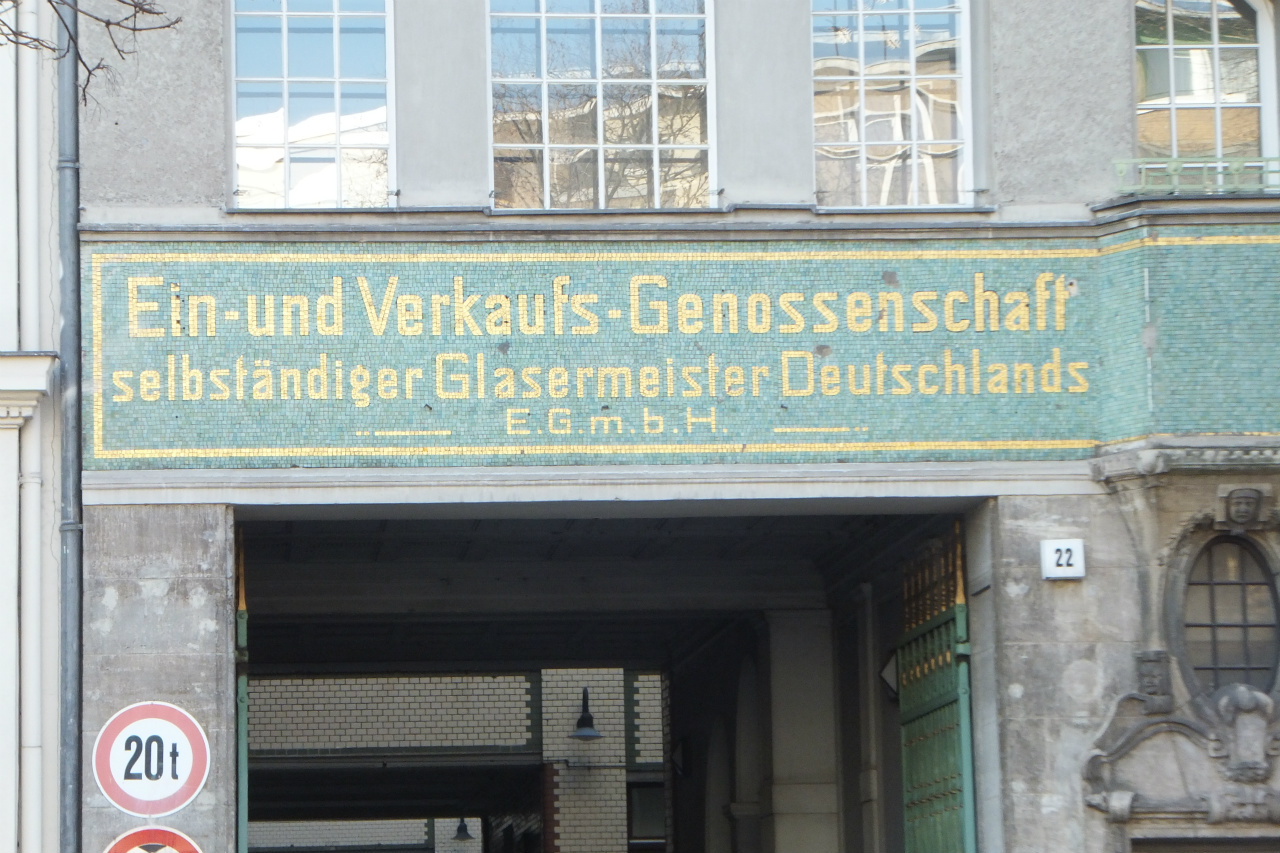 Ein-und Verkaufs-Genossenschaft
selbständiger Glasermeister Deutschlands
E.G.m.b.H.
22
20t